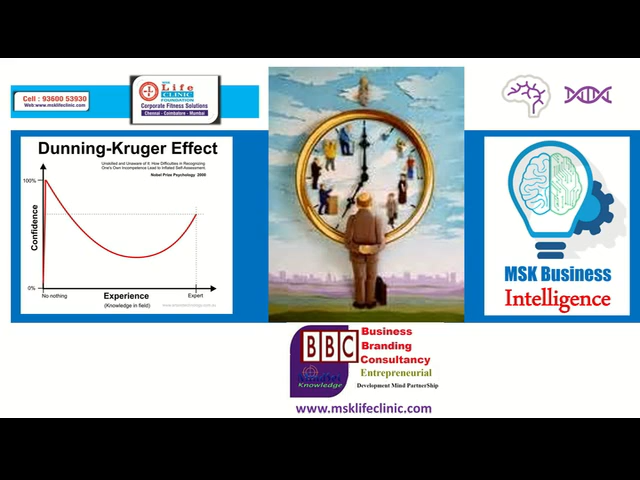 Cell : 93600 53930
Web:www.msklifeclinic.com
MSK
Life
CLINIC
FOUNDATION
Corporate Fitness Solutions
Chennai - Coimbatore - Mumbai
Dunning-Kruger Effect
Unskilled and Unaware of It: How Difficulties in Recognizing
One's Own Incompetence Lead to Inflated Self-Assessment.
Nobel Prize Psychology 2000
100%
Confidence
0%
No nothing
Experience
Expert
(Knowledge in field)
MSK Business
Intelligence
BBC
Business
Branding
Consultancy
Entrepreneurial
Development Mind PartnerShip
Knowledge
www.msklifeclinic.com